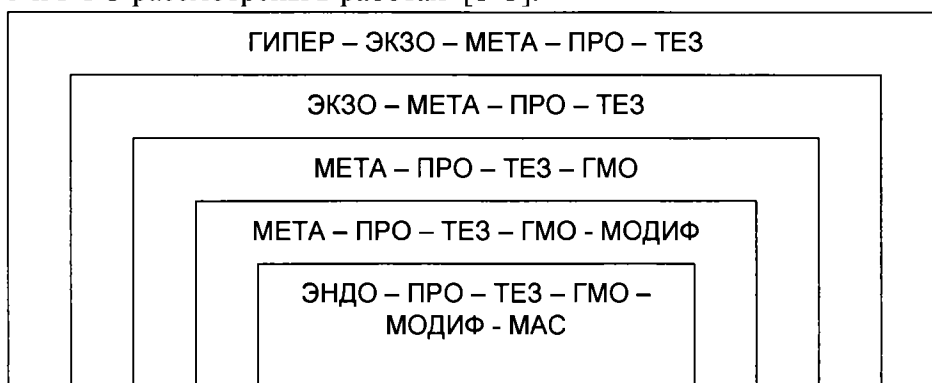 ГИПЕР – ЭКЗО – МЕТА – ПРО – ТЕЗ
ЭКЗО – МЕТА – ПРО – ТЕЗ
МЕТА – ПРО – ТЕЗ – ГМО
МЕТА – ПРО – ТЕЗ – ГМО - МОДИФ
ЭНДО – ПРО – ТЕЗ – ГМО –
МОДИФ - МАС